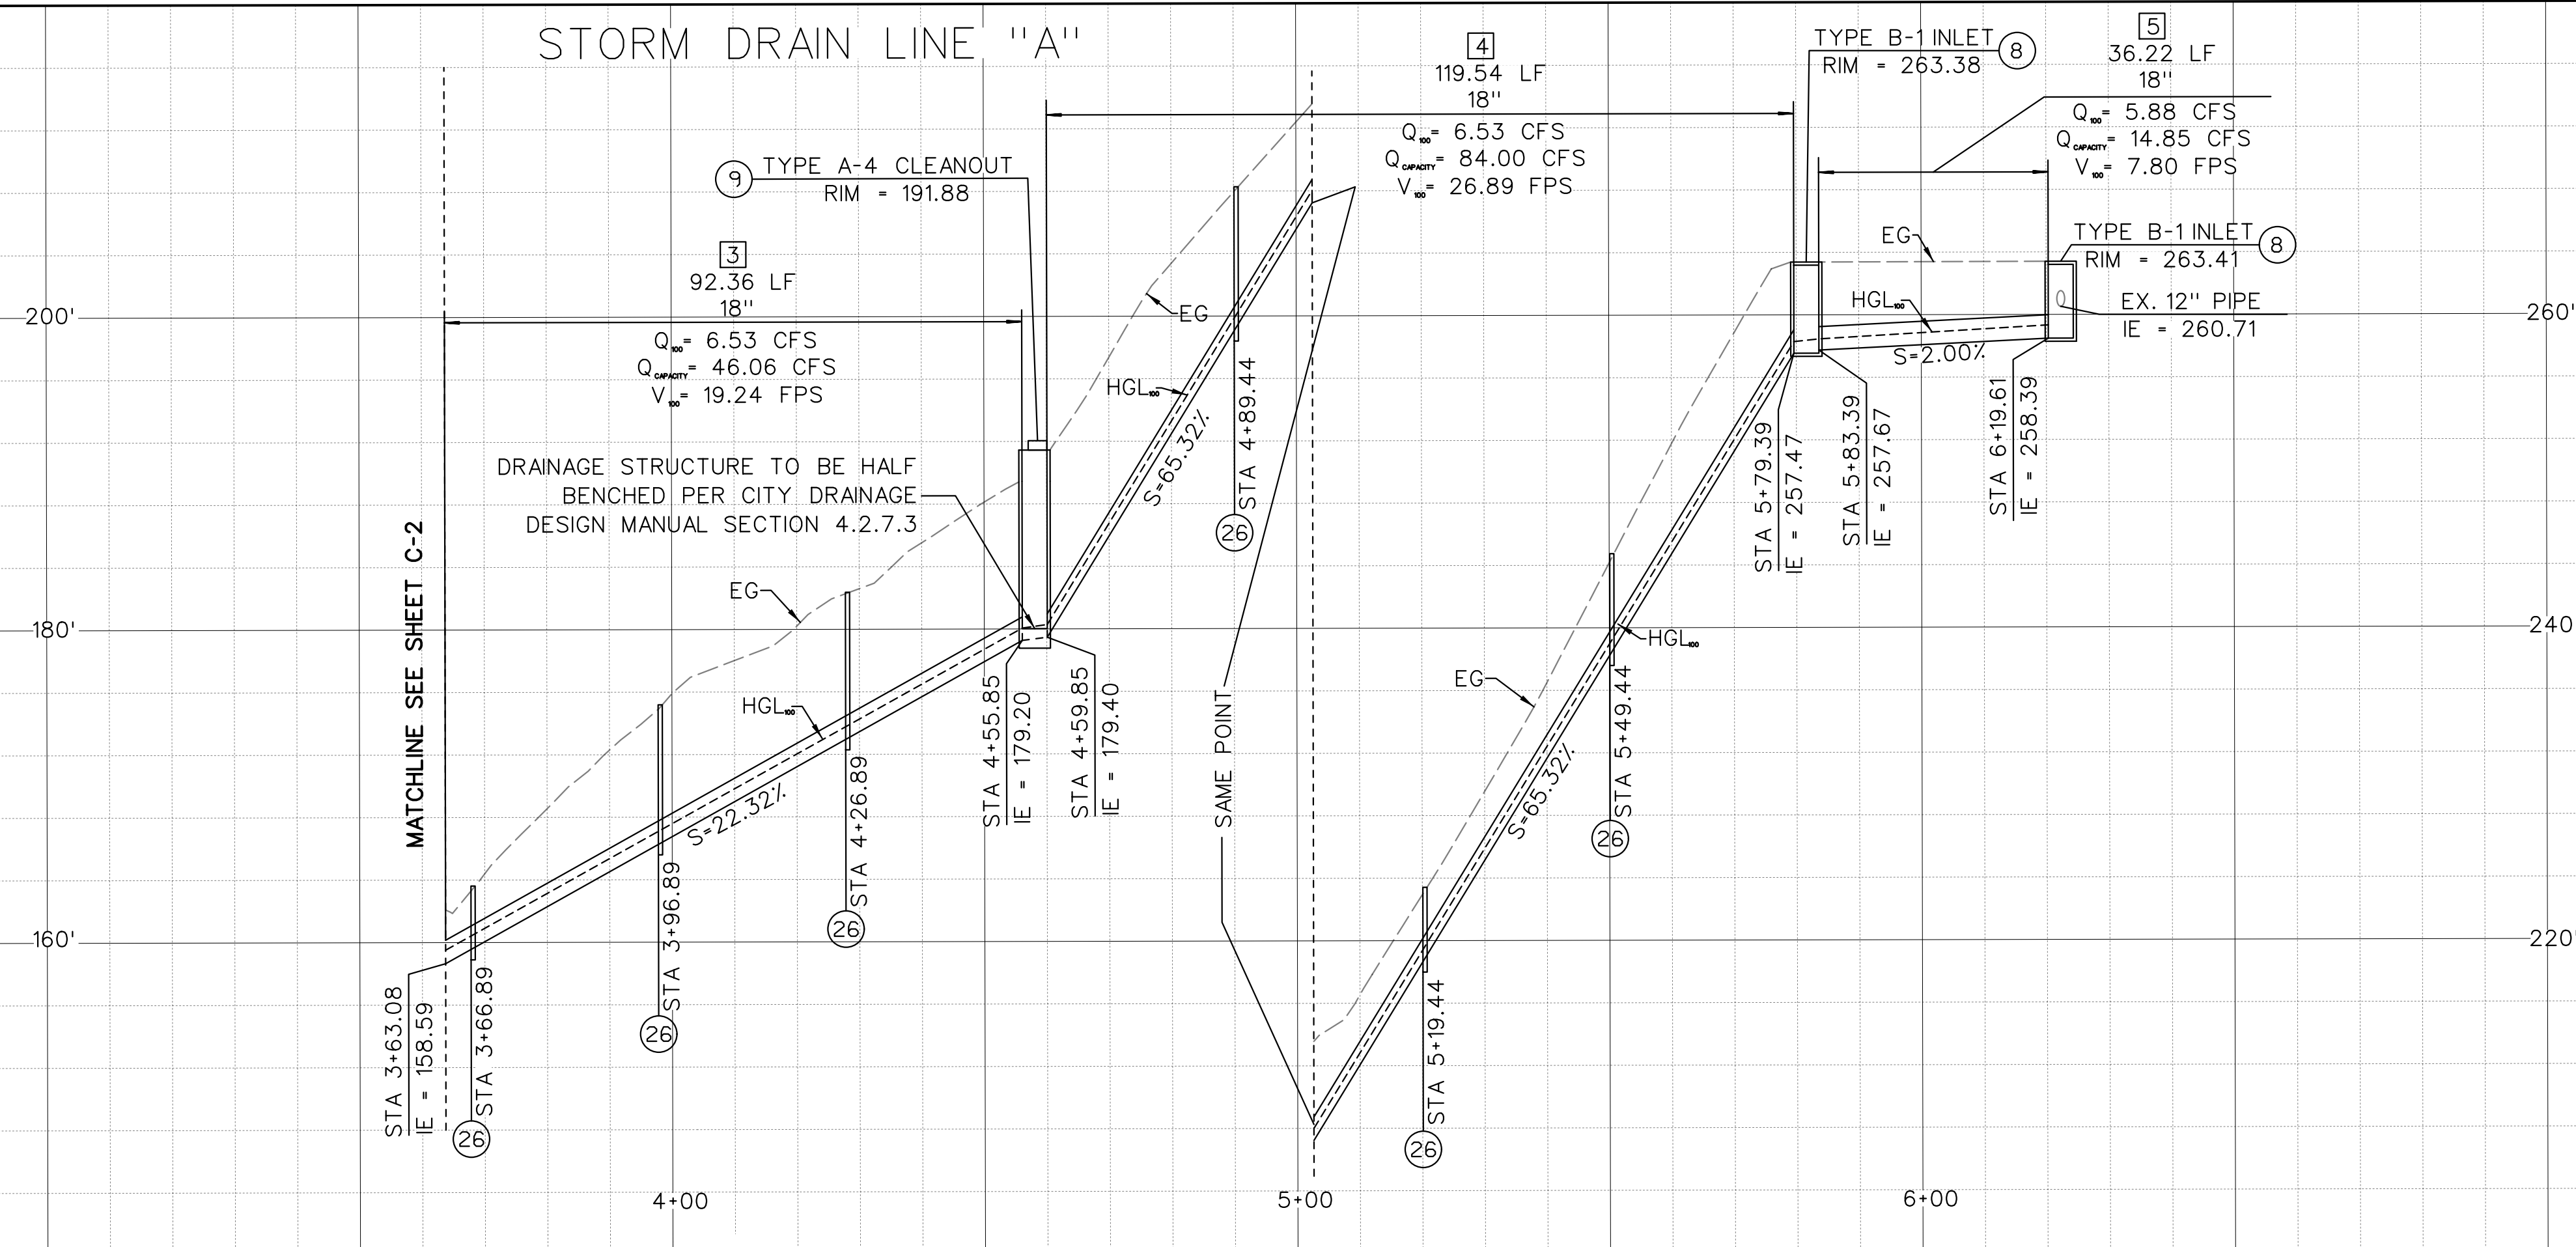 STORM DRAIN LINE "A"
4
119.54 LF
18"
Q100= 6.53 CFS
QCAPACITY= 84.00 CFS
V100= 26.89 FPS
TYPE B-1 INLET 8
RIM = 263.38
5
36.22 LF
18"
Q100= 5.88 CFS
QCAPACITY= 14.85 CFS
V100= 7.80 FPS
9 TYPE A-4 CLEANOUT
RIM = 191.88
3
92.36 LF
18"
Q100= 6.53 CFS
QCAPACITY= 46.06 CFS
V100= 19.24 FPS
EG
TYPE B-1 INLET 8
RIM = 263.41
EX. 12" PIPE
IE = 260.71
HGL100
S=2.00%
200'
260'
EG
HGL100
S=65.32%
STA 4+89.44
26
DRAINAGE STRUCTURE TO BE HALF
BENCHED PER CITY DRAINAGE
DESIGN MANUAL SECTION 4.2.7.3
MATCHLINE SEE SHEET C-2
STA 5+79.39
IE = 257.47
STA 5+83.39
IE = 257.67
STA 6+19.61
IE = 258.39
EG
180'
240
HGL100
HGL100
EG
S=22.32%
STA 4+55.85
IE = 179.20
STA 4+59.85
IE = 179.40
SAME POINT
S=65.32%
STA 5+49.44
26
STA 4+26.89
26
STA 3+96.89
26
160'
220'
STA 3+63.08
IE = 158.59
STA 3+66.89
26
STA 5+19.44
26
4+00
5+00
6+00